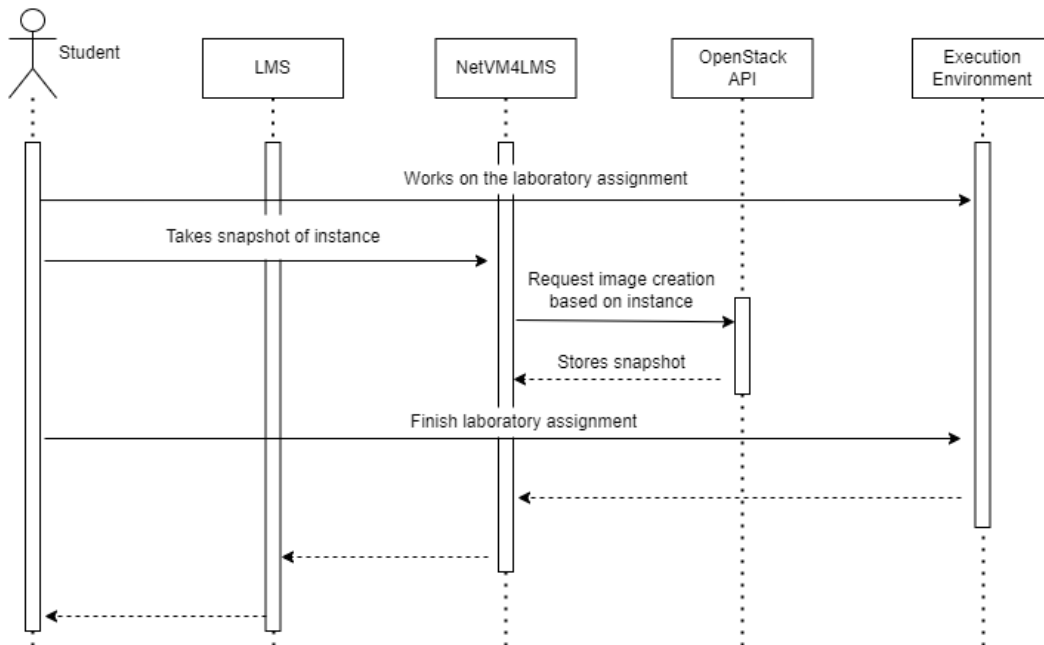 Student
LMS
NetVM4LMS
OpenStack
API
Execution
Environment
Works on the laboratory assignment
Takes snapshot of instance
Request image creation
based on instance
Stores snapshot
Finish laboratory assignment